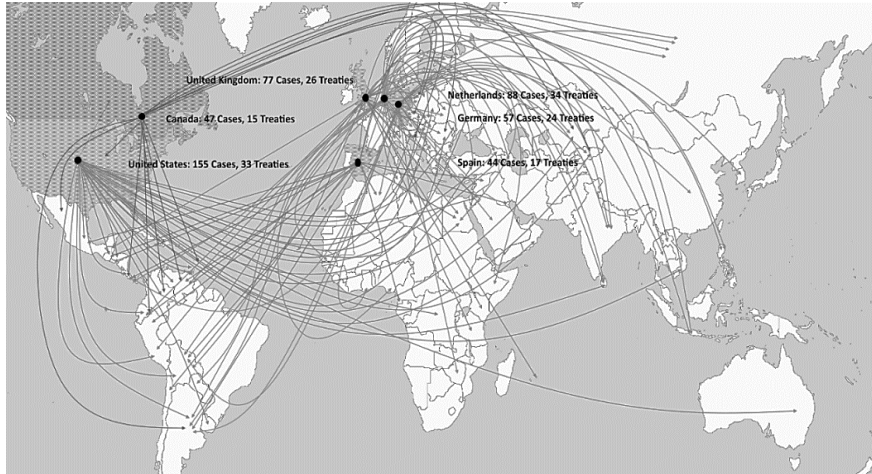 United Kingdom: 77 Cases, 26 Treaties
Netherlands: 88 Cases, 34 Treaties
Canada: 47 Cases, 15 Treaties
Germany: 57 Cases, 24 Treaties
United States: 155 Cases, 33 Treaties
Spain: 44 Cases, 17 Treaties